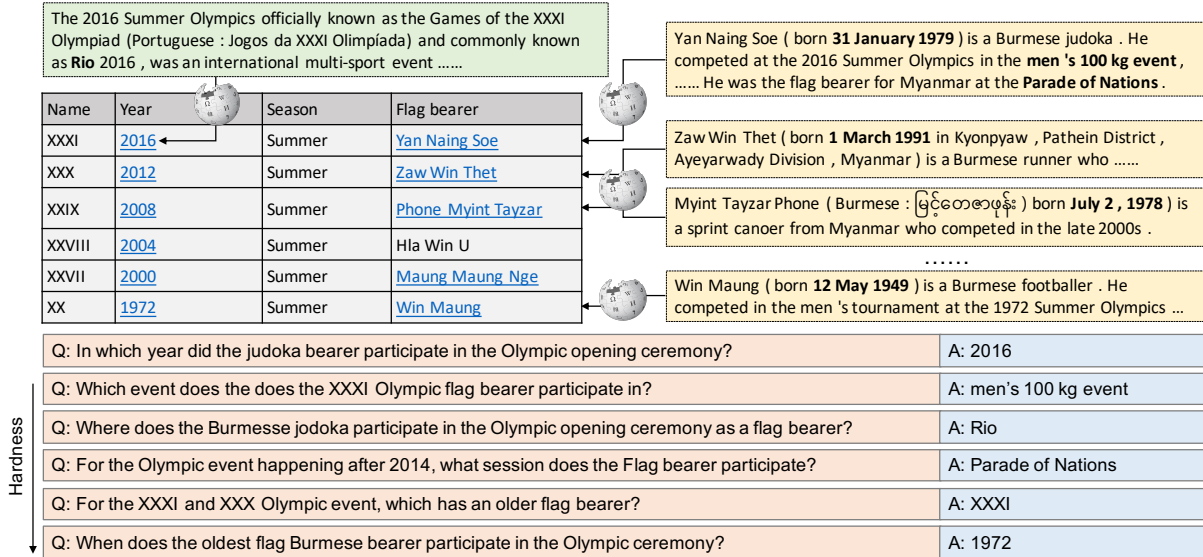 The 2016 Summer Olympics officially known as the Games of the XXXI
Olympiad (Portuguese : Jogos da XXXI Olimpíada) and commonly known
as Rio 2016 , was an international multi-sport event ……
Yan Naing Soe ( born 31 January 1979 ) is a Burmese judoka . He
competed at the 2016 Summer Olympics in the men 's 100 kg event ,
…… He was the flag bearer for Myanmar at the Parade of Nations .
Name Year Season Flag bearer
XXXI 2016 Summer Yan Naing Soe
XXX 2012 Summer Zaw Win Thet
XXIX 2008 Summer Phone Myint Tayzar
XXVIII 2004 Summer Hla Win U
XXVII 2000 Summer Maung Maung Nge
XX 1972 Summer Win Maung
Zaw Win Thet ( born 1 March 1991 in Kyonpyaw , Pathein District ,
Ayeyarwady Division , Myanmar ) is a Burmese runner who ……
Myint Tayzar Phone ( Burmese : မြင့်တေဇာဖုန်း ) born July 2 , 1978 ) is
a sprint canoer from Myanmar who competed in the late 2000s .
……
Win Maung ( born 12 May 1949 ) is a Burmese footballer . He
competed in the men 's tournament at the 1972 Summer Olympics …
Hardness
Q: In which year did the judoka bearer participate in the Olympic opening ceremony? A: 2016
Q: Which event does the does the XXXI Olympic flag bearer participate in? A: men's 100 kg event
Q: Where does the Burmesse jodoka participate in the Olympic opening ceremony as a flag bearer? A: Rio
Q: For the Olympic event happening after 2014, what session does the Flag bearer participate? A: Parade of Nations
Q: For the XXXI and XXX Olympic event, which has an older flag bearer? A: XXXI
Q: When does the oldest flag Burmese bearer participate in the Olympic ceremony? A: 1972